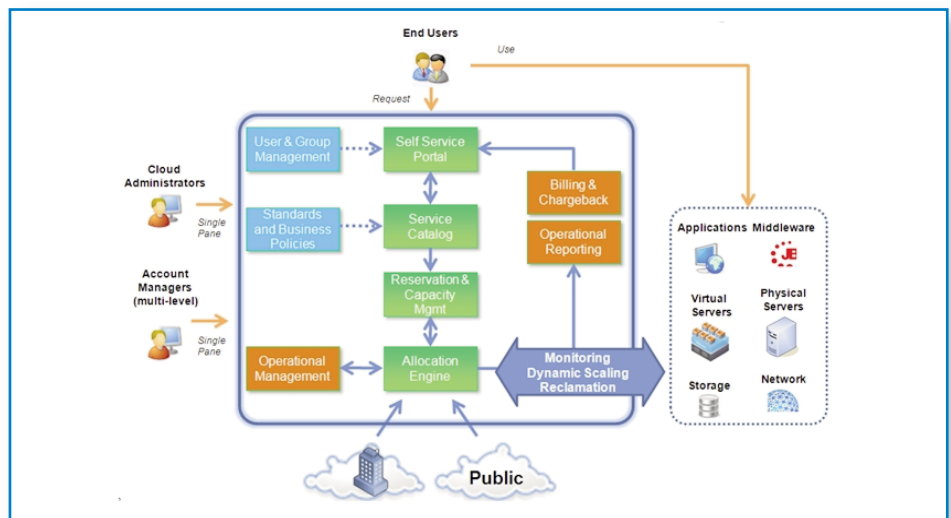 End Users
Use
Request
User & Group
Management
Self Service
Portal
Cloud
Administrators
Single
Pane
Billing &
Chargeback
Standards
and Business
Policies
Service
Catalog
Operational
Reporting
Applications
Middleware
Account
Managers
(multi-level)
Single
Pane
Reservation &
Capacity
Mgmt
Virtual
Servers
Physical
Servers
Operational
Management
Allocation
Engine
Monitoring
Dynamic Scaling
Reclamation
Storage
Network
Public